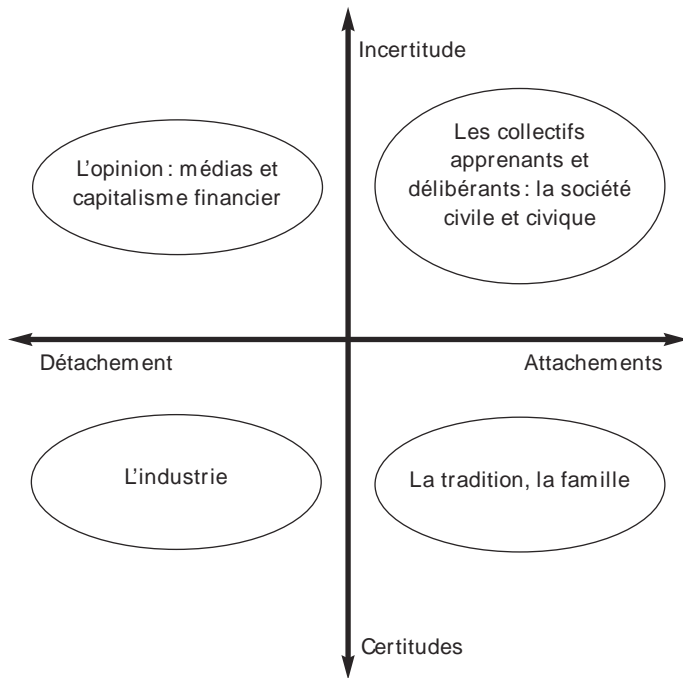 Incertitude
L'opinion : médias et
capitalisme financier
Les collectifs
apprenants et
délibérants : la société
civile et civique
Détachement
Attachements
L'industrie
La tradition, la famille
Certitudes